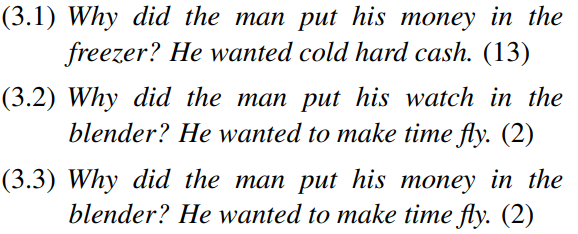 (3.1) Why did the man put his money in the
freezer? He wanted cold hard cash. (13)
(3.2) Why did the man put his watch in the
blender? He wanted to make time fly. (2)
(3.3) Why did the man put his money in the
blender? He wanted to make time fly. (2)